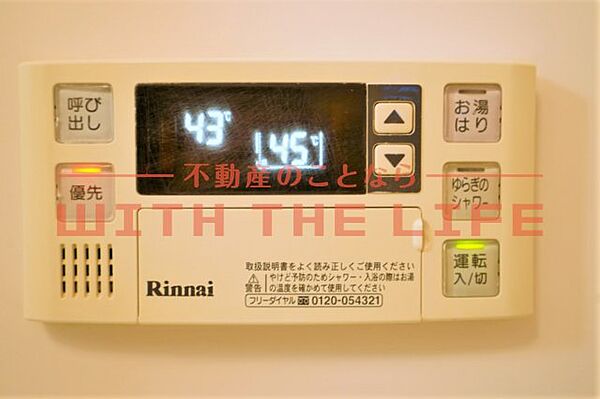 呼び
出し
43℃
45℃
お湯
はり
優先
不動産のことなら
WITH THE LIFE
ゆらぎの
シャワー
運転
入/切
Rinnai
取扱説明書をよく読み正しくご使用ください
警告 やけど予防のためシャワー・入浴の際はお湯
の温度を確かめて使用してください
フリーダイヤル 0120-054321